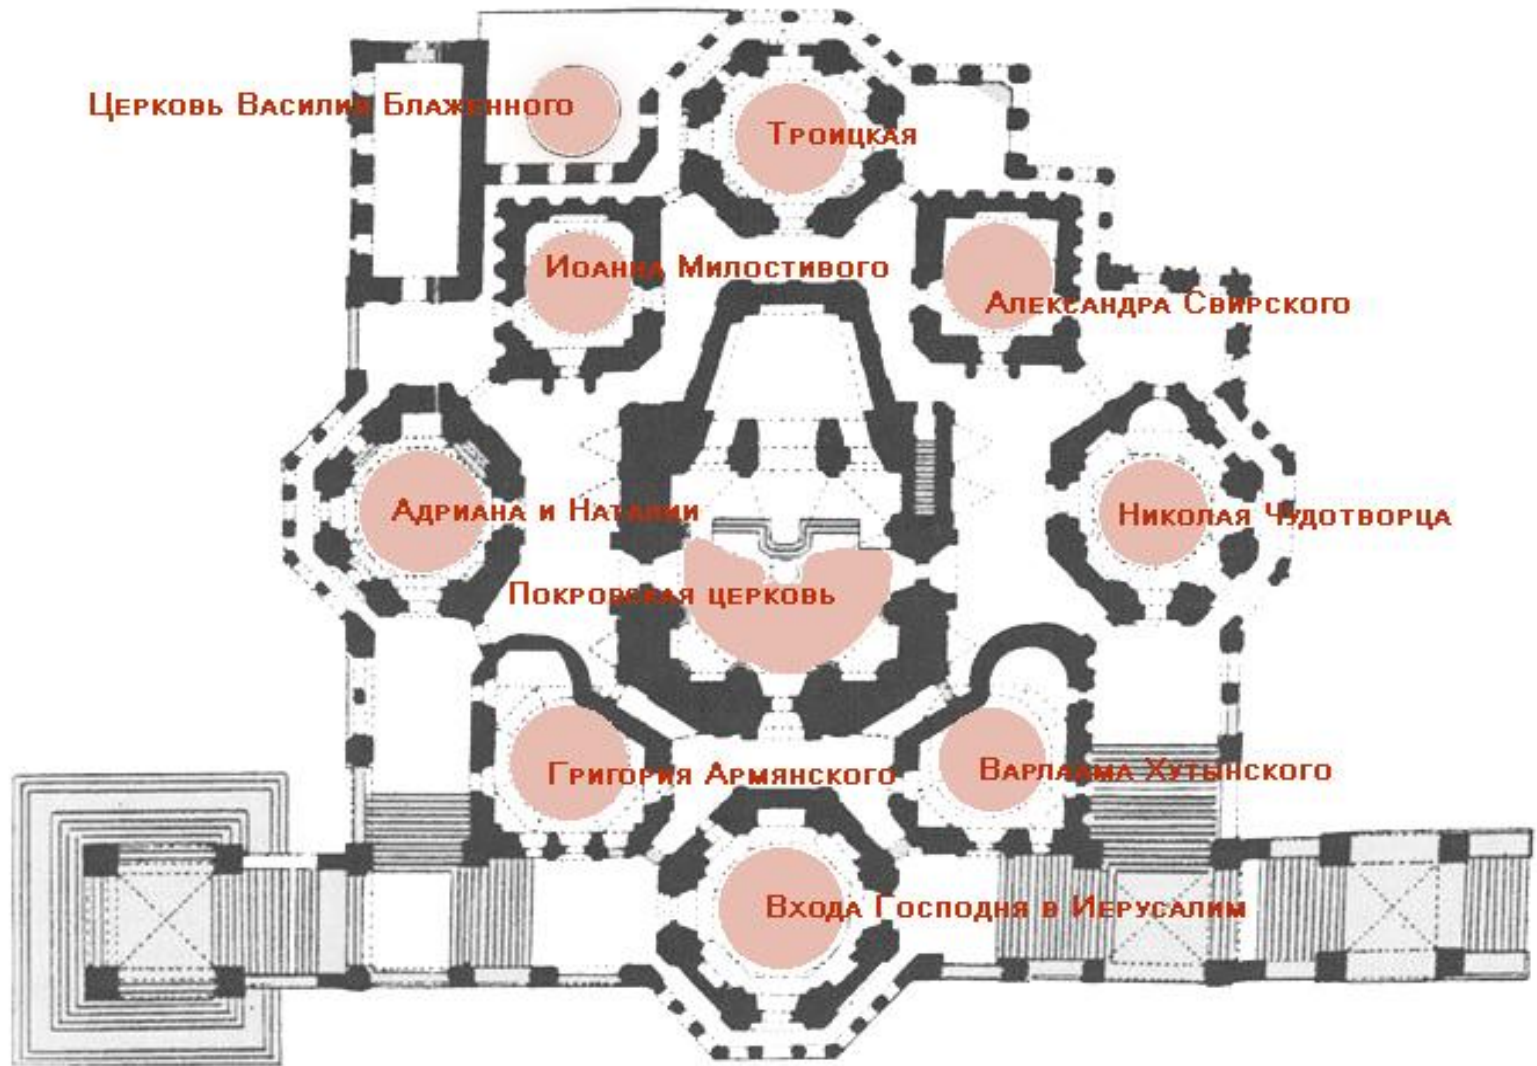 Церковь Василия Блаженного
Троицкая
Иоанна Милостивого
Александра Свирского
Адриана и Наталии
Николая Чудотворца
Покровская церковь
Григория Армянского
Варлаама Хутынского
Входа Господня в Иерусалим